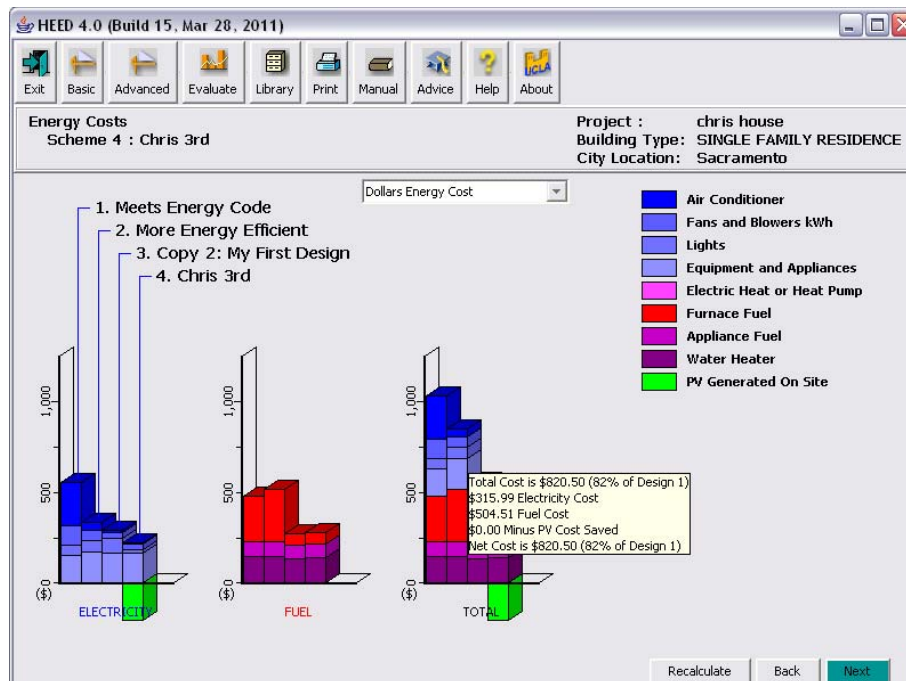 HEED 4.0 (Build 15, Mar 28, 2011)
Exit Basic Advanced Evaluate Library Print Manual Advice Help About
UCLA
Energy Costs
Scheme 4 : Chris 3rd
Project : chris house
Building Type: SINGLE FAMILY RESIDENCE
City Location: Sacramento
Dollars Energy Cost
1. Meets Energy Code
2. More Energy Efficient
3. Copy 2: My First Design
4. Chris 3rd
Air Conditioner
Fans and Blowers kWh
Lights
Equipment and Appliances
Electric Heat or Heat Pump
Furnace Fuel
Appliance Fuel
Water Heater
PV Generated On Site
1,000
500
0
($)
ELECTRICITY
1,000
500
0
($)
FUEL
1,000
500
0
($)
TOTAL
Total Cost is $820.50 (82% of Design 1)
$315.99 Electricity Cost
$504.51 Fuel Cost
$0.00 Minus PV Cost Saved
Net Cost is $820.50 (82% of Design 1)
Recalculate Back Next